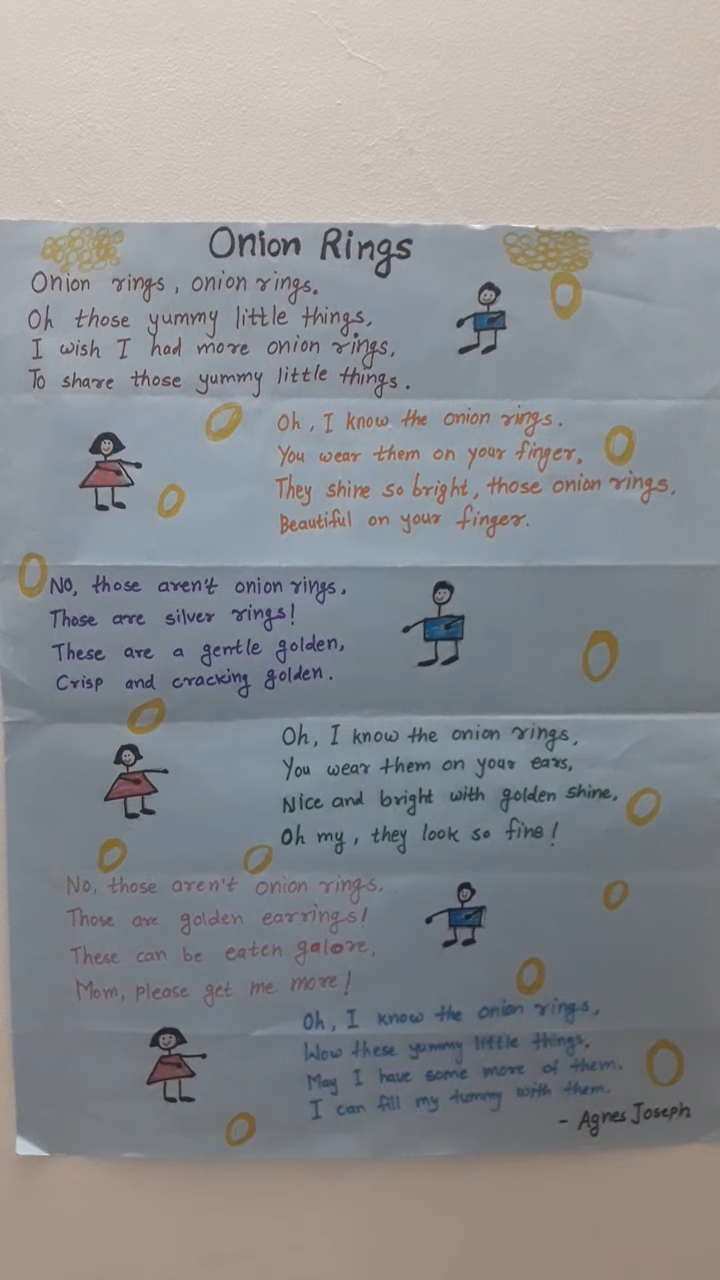 Onion Rings
Onion rings, onion rings.
Oh those yummy little things,
I wish I had more onion rings,
To share those yummy little things.
Oh, I know the onion rings.
You wear them on your finger,
They shine so bright, those onion rings,
Beautiful on your finger.
No, those aren't onion rings,
Those are silver rings!
These are a gentle golden,
Crisp and cracking golden.
Oh, I know the onion rings,
You wear them on your ears,
Nice and bright with golden shine,
Oh my, they look so fine!
No, those aren't onion rings,
Those are golden earrings!
These can be eaten galore,
Mom, please get me more!
Oh, I know the onion rings,
Wow these yummy little things,
May I have some more of them.
I can fill my tummy with them.
- Agnes Joseph